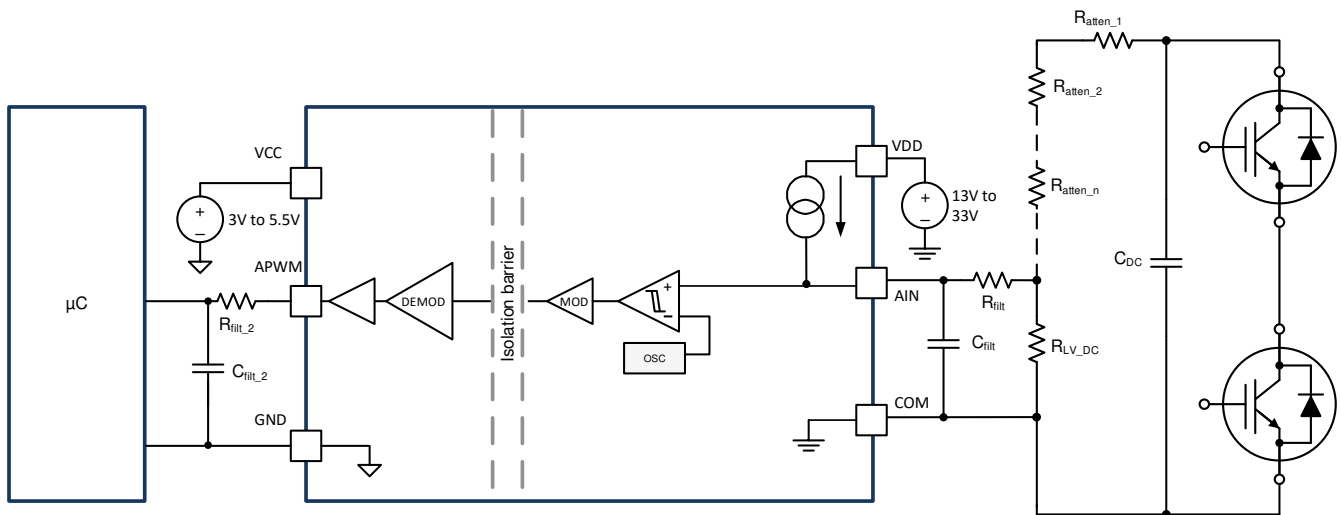 µC
VCC
+
3V to 5.5V
−
APWM
Rfilt_2
Cfilt_2
GND
DEMOD
Isolation barrier
MOD
+
−
OSC
VDD
+
13V to
33V
−
AIN
Rfilt
Cfilt
COM
Ratten_1
Ratten_2
Ratten_n
RLV_DC
CDC